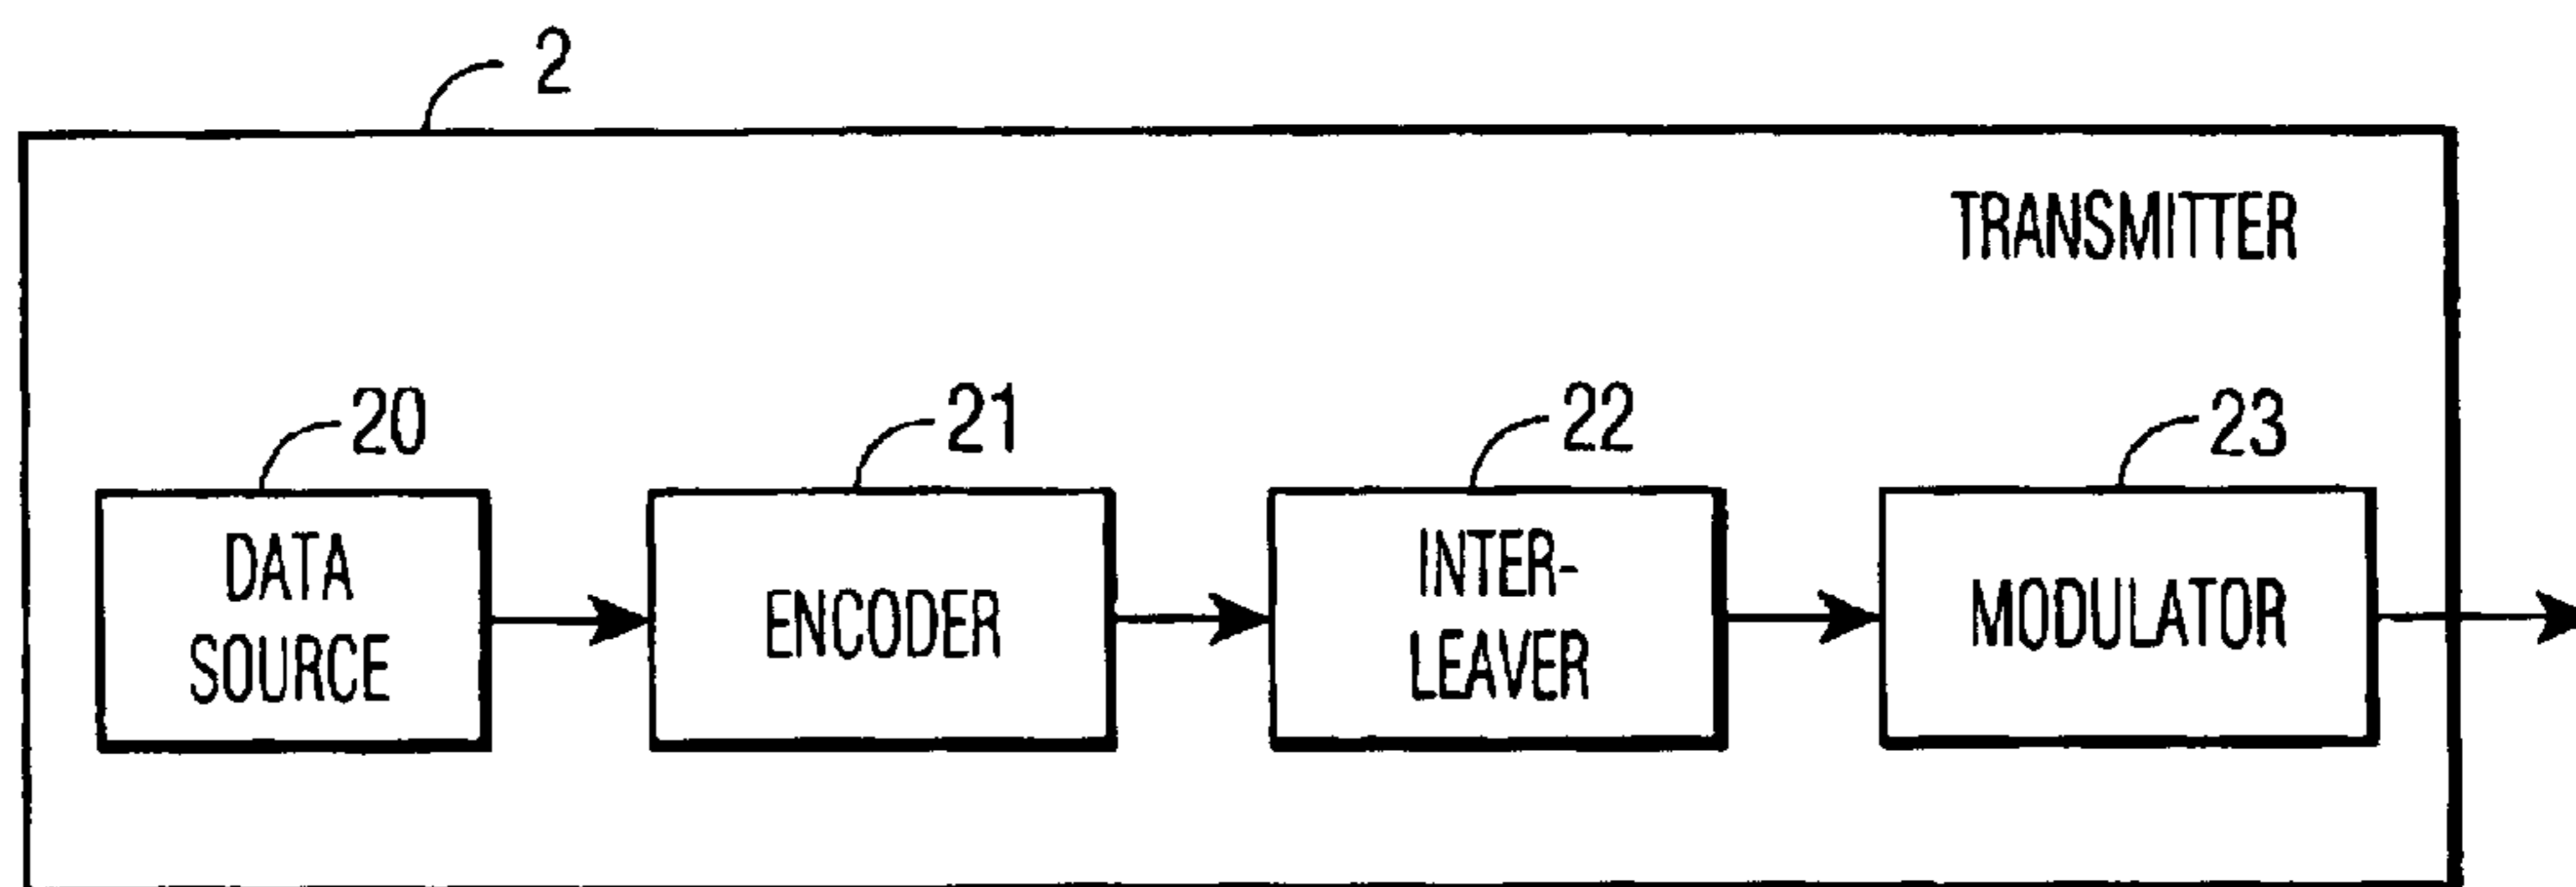 2
TRANSMITTER
20
21
22
23
DATA
SOURCE
ENCODER
INTER-
LEAVER
MODULATOR